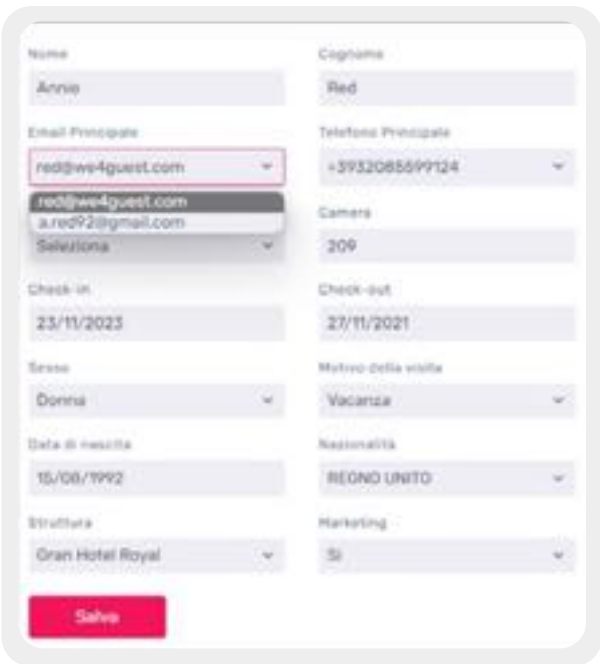 Nome
Cognome
Annie
Red
Email Principale
Telefono Principale
red@we4guest.com
+3932085599124
red@we4guest.com
a.red92@gmail.com
Camera
Seleziona
209
Check-in
Check-out
23/11/2023
27/11/2021
Sesso
Motivo della visita
Donna
Vacanza
Data di nascita
Nazionalità
15/08/1992
REGNO UNITO
Struttura
Marketing
Gran Hotel Royal
Si
Salva